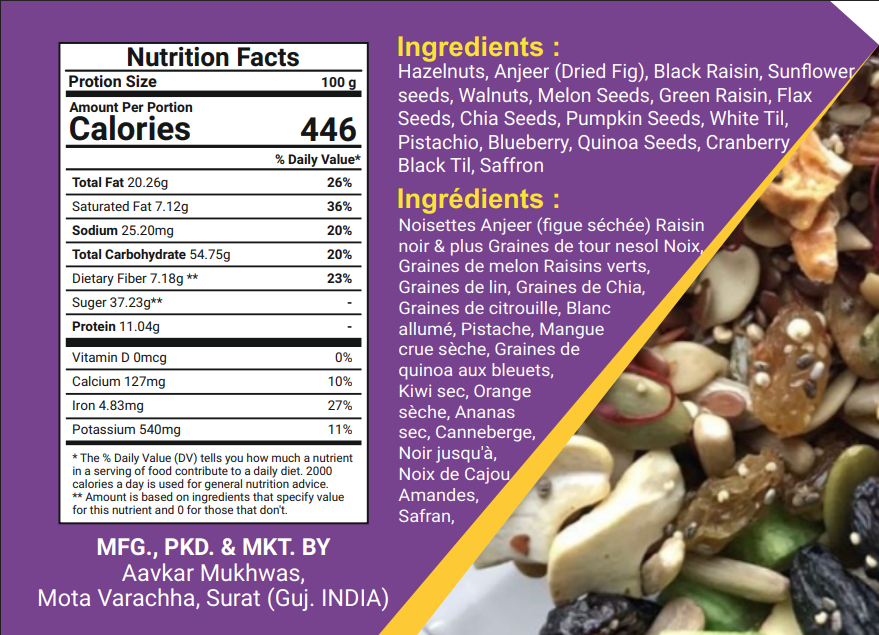 Nutrition Facts
Protion Size 100 g
Amount Per Portion
Calories 446
% Daily Value*
Total Fat 20.26g 26%
Saturated Fat 7.12g 36%
Sodium 25.20mg 20%
Total Carbohydrate 54.75g 20%
Dietary Fiber 7.18g ** 23%
Suger 37.23g** -
Protein 11.04g -
Vitamin D 0mcg 0%
Calcium 127mg 10%
Iron 4.83mg 27%
Potassium 540mg 11%
* The % Daily Value (DV) tells you how much a nutrient
in a serving of food contribute to a daily diet. 2000
calories a day is used for general nutrition advice.
** Amount is based on ingredients that specify value
for this nutrient and 0 for those that don't.
MFG., PKD. & MKT. BY
Aavkar Mukhwas,
Mota Varachha, Surat (Guj. INDIA)
Ingredients :
Hazelnuts, Anjeer (Dried Fig), Black Raisin, Sunflower
seeds, Walnuts, Melon Seeds, Green Raisin, Flax
Seeds, Chia Seeds, Pumpkin Seeds, White Til,
Pistachio, Blueberry, Quinoa Seeds, Cranberry
Black Til, Saffron
Ingrédients :
Noisettes Anjeer (figue séchée) Raisin
noir & plus Graines de tour nesol Noix,
Graines de melon Raisins verts,
Graines de lin, Graines de Chia,
Graines de citrouille, Blanc
allumé, Pistache, Mangue
crue sèche, Graines de
quinoa aux bleuets,
Kiwi sec, Orange
sèche, Ananas
sec, Canneberge,
Noir jusqu'à,
Noix de Cajou
Amandes,
Safran,